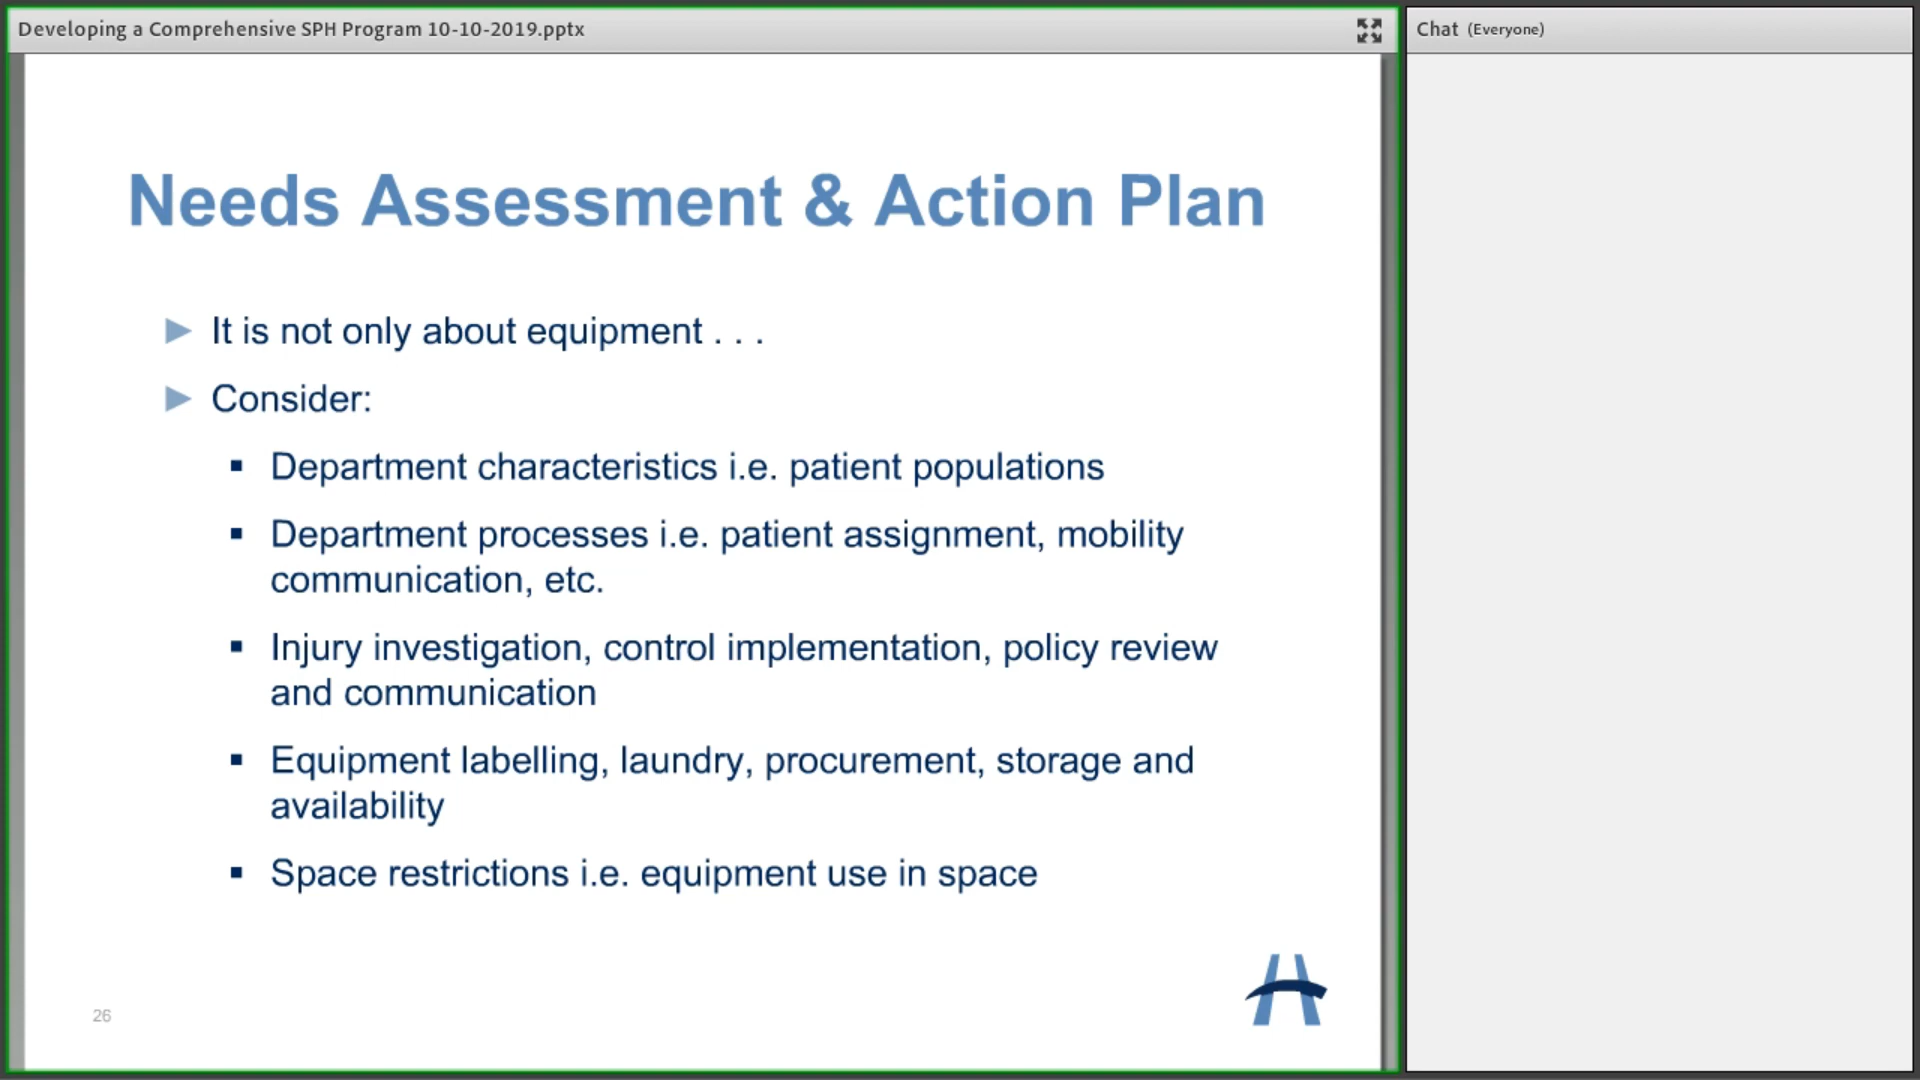 Developing a Comprehensive SPH Program 10-10-2019.pptx
Chat (Everyone)
Needs Assessment & Action Plan
It is not only about equipment . . .
Consider:
Department characteristics i.e. patient populations
Department processes i.e. patient assignment, mobility
communication, etc.
Injury investigation, control implementation, policy review
and communication
Equipment labelling, laundry, procurement, storage and
availability
Space restrictions i.e. equipment use in space
26